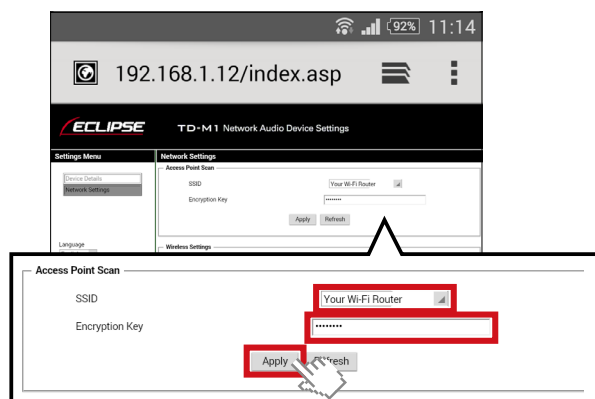 92% 11:14
192.168.1.12/index.asp
ECLIPSE TD-M1 Network Audio Device Settings
Settings Menu
Device Details
Network Settings
Language
Network Settings
Access Point Scan
SSID Your Wi-Fi Router
Encryption Key ••••••••
Apply Refresh
Wireless Settings
Access Point Scan
SSID Your Wi-Fi Router
Encryption Key ••••••••
Apply Refresh